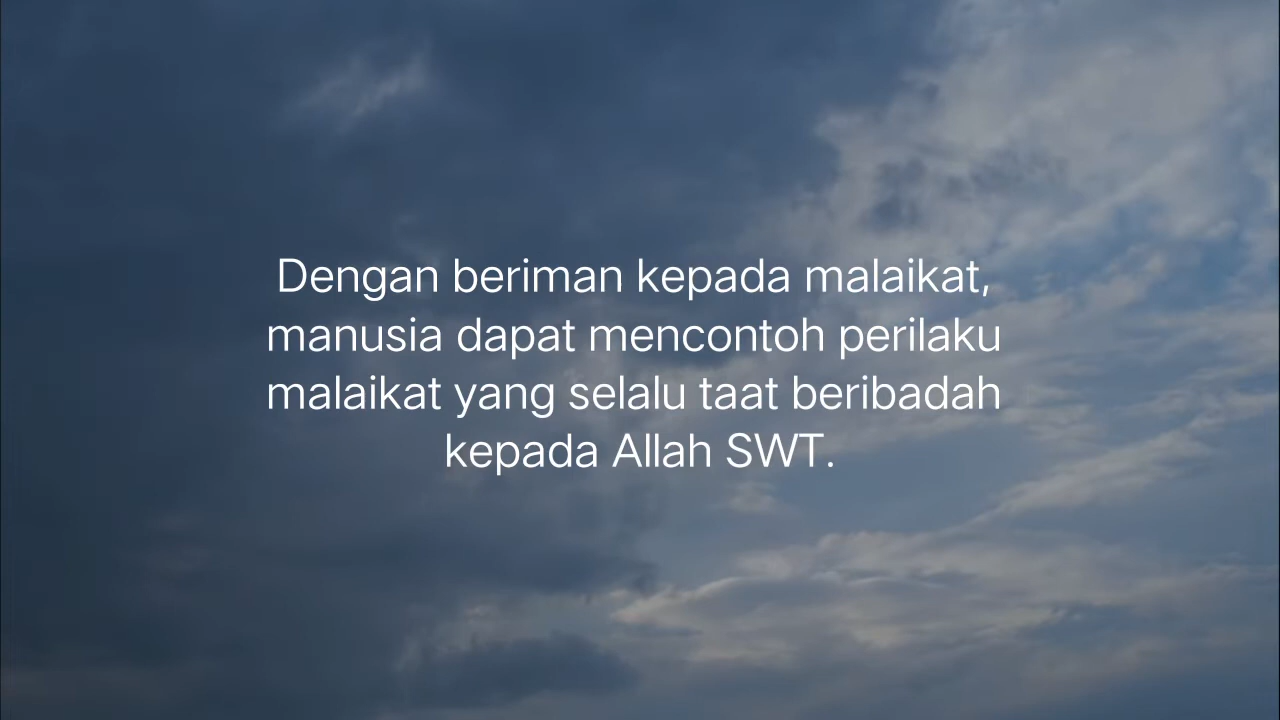 Dengan beriman kepada malaikat,
manusia dapat mencontoh perilaku
malaikat yang selalu taat beribadah
kepada Allah SWT.